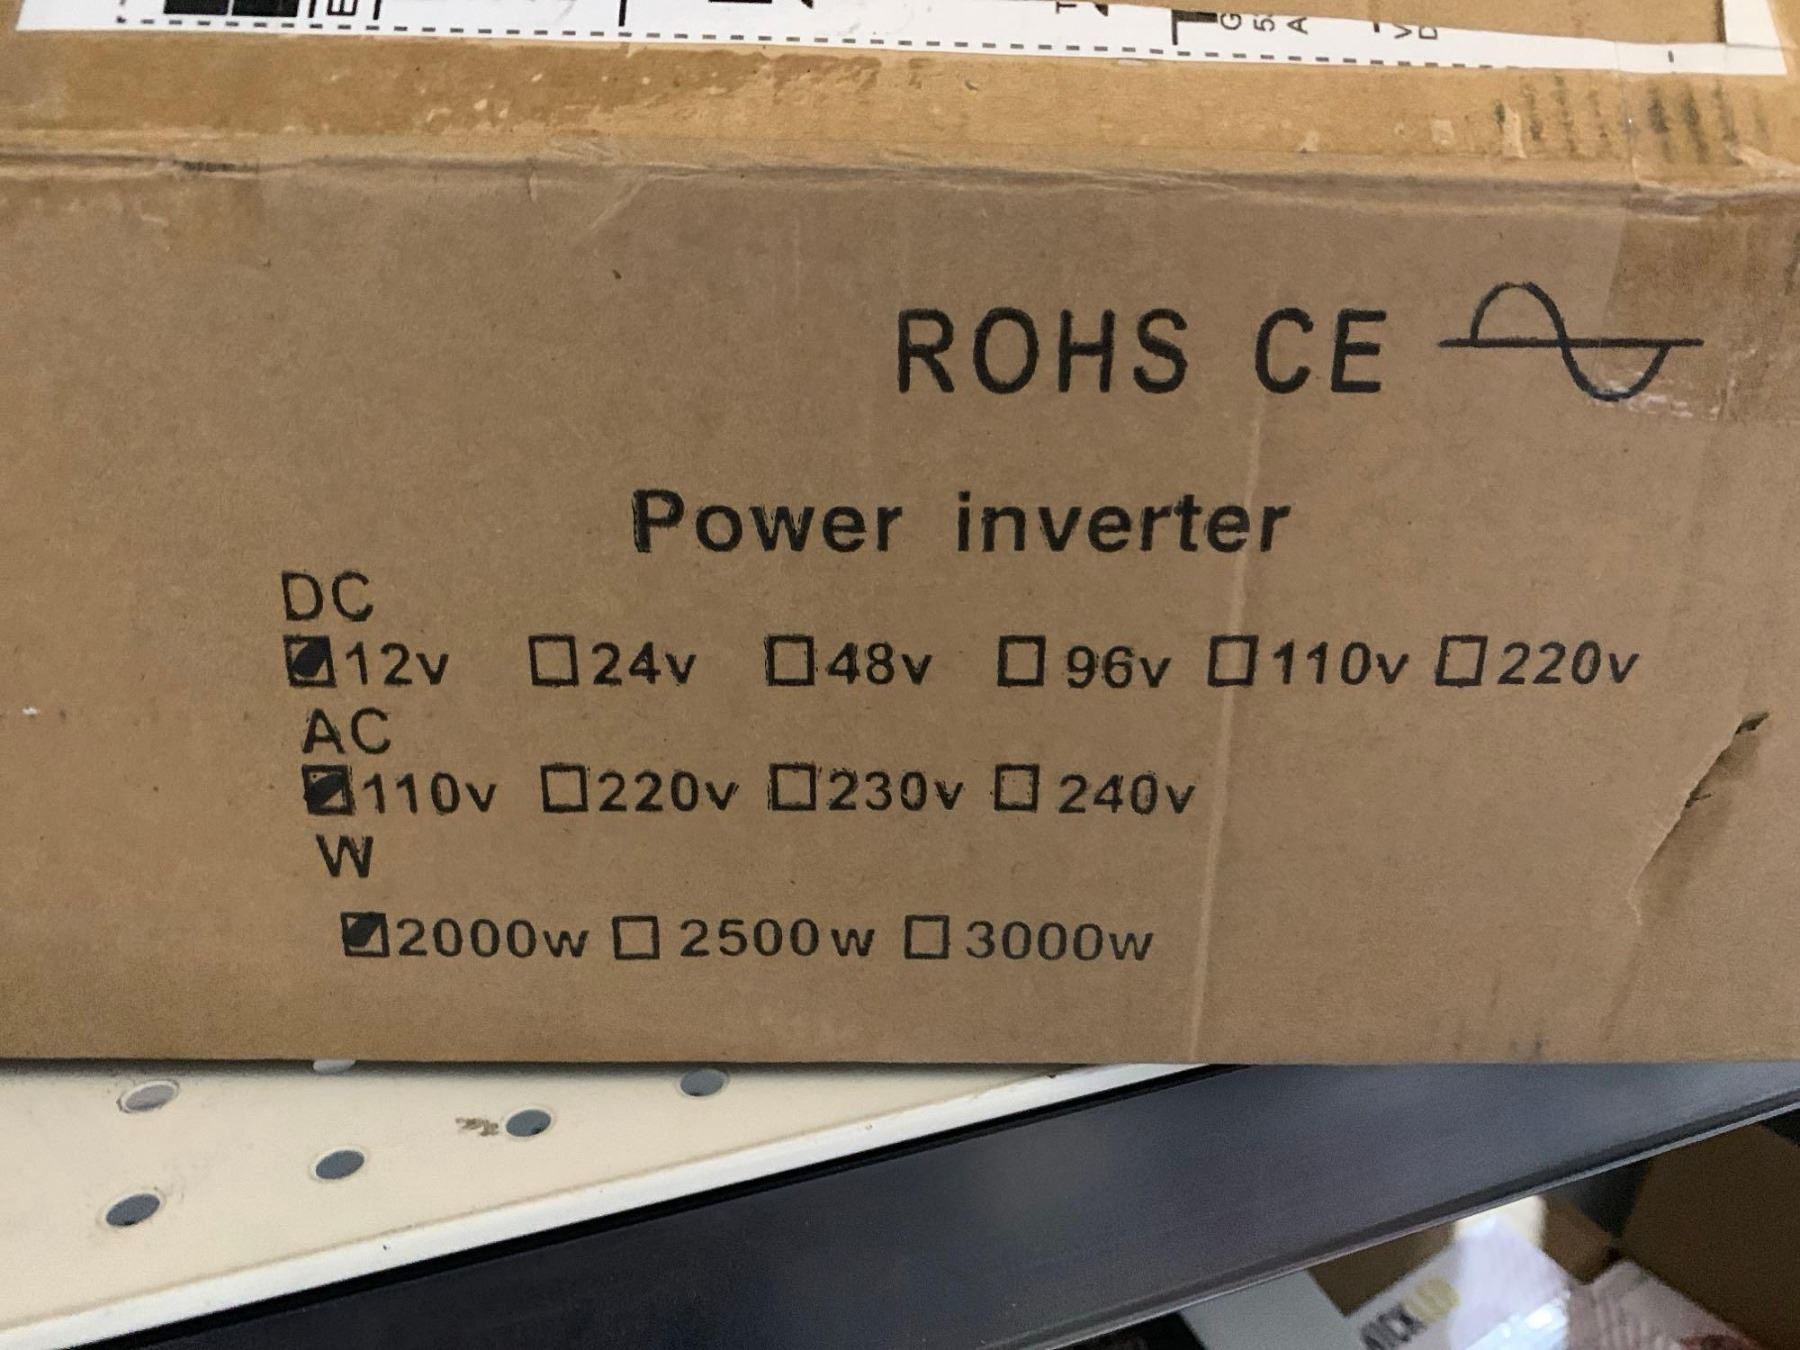 ROHS CE
Power inverter
DC
☑12v ☐24v ☐48v ☐96v ☐110v ☐220v
AC
☑110v ☐220v ☐230v ☐240v
W
☑2000w ☐2500w ☐3000w